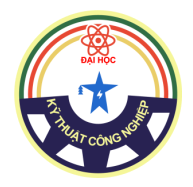 ĐẠI HỌC
KỸ THUẬT CÔNG NGHIỆP